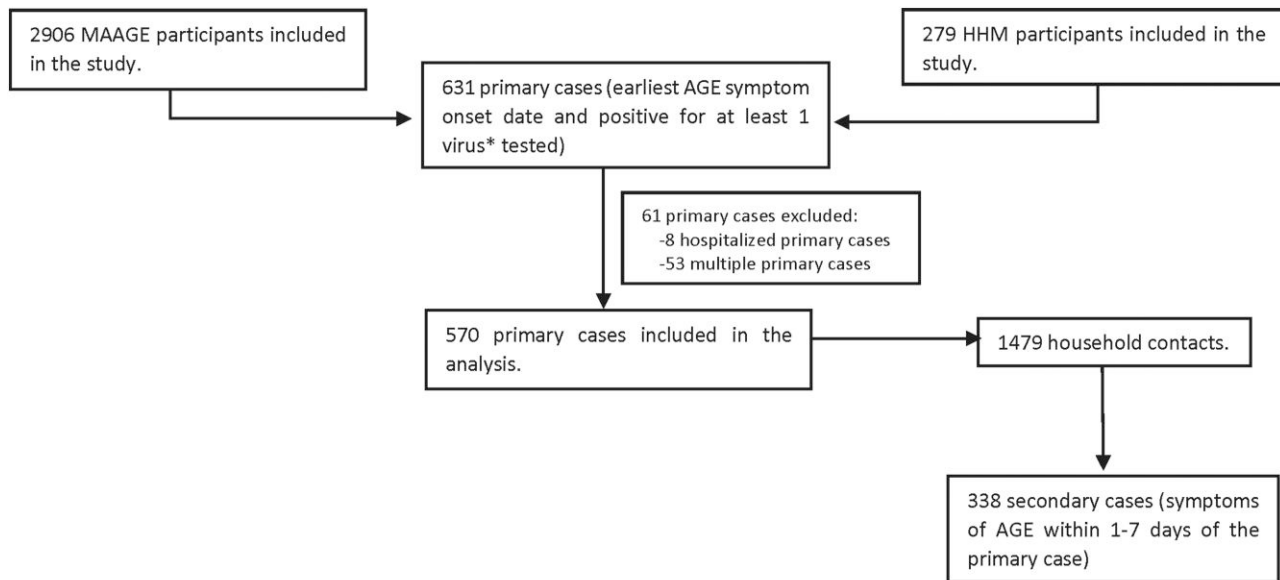 2906 MAAGE participants included
in the study.
279 HHM participants included in the
study.
631 primary cases (earliest AGE symptom
onset date and positive for at least 1
virus* tested)
61 primary cases excluded:
-8 hospitalized primary cases
-53 multiple primary cases
570 primary cases included in the
analysis.
1479 household contacts.
338 secondary cases (symptoms
of AGE within 1-7 days of the
primary case)